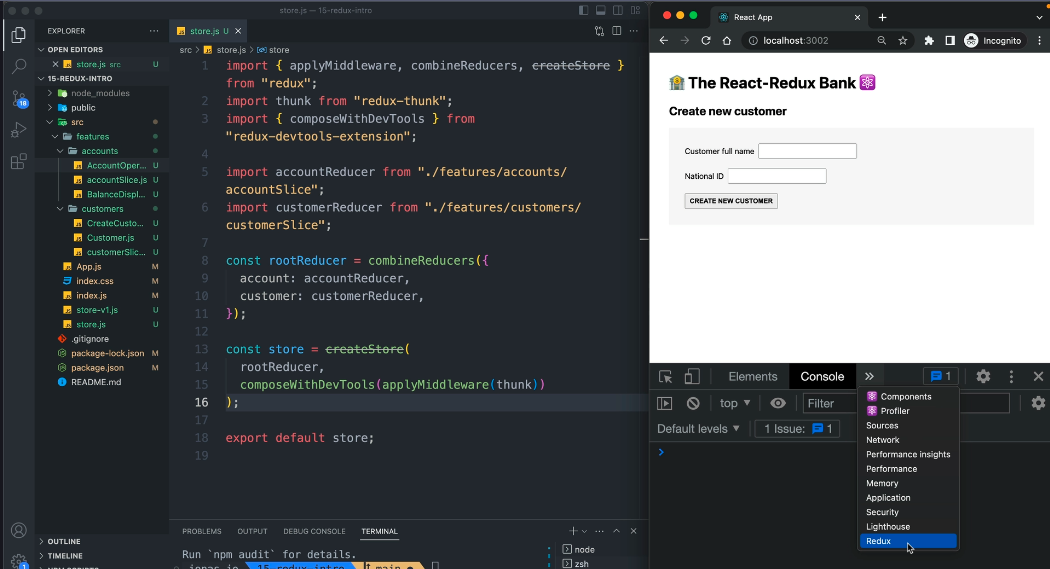 store.js — 15-redux-intro
EXPLORER
OPEN EDITORS
store.js src U
15-REDUX-INTRO
node_modules
public
src
features
accounts
AccountOper... U
accountSlice.js U
BalanceDispl... U
customers
CreateCusto... U
Customer.js U
customerSlic... U
App.js M
index.css M
index.js M
store-v1.js U
store.js U
.gitignore
package-lock.json M
package.json M
README.md
OUTLINE
TIMELINE
18
1
store.js U
src > store.js > store
1 import { applyMiddleware, combineReducers, createStore }
from "redux";
2 import thunk from "redux-thunk";
3 import { composeWithDevTools } from
"redux-devtools-extension";
4
5 import accountReducer from "./features/accounts/
accountSlice";
6 import customerReducer from "./features/customers/
customerSlice";
7
8 const rootReducer = combineReducers({
9 account: accountReducer,
10 customer: customerReducer,
11 });
12
13 const store = createStore(
14 rootReducer,
15 composeWithDevTools(applyMiddleware(thunk))
16 );
17
18 export default store;
19
PROBLEMS OUTPUT DEBUG CONSOLE TERMINAL
Run `npm audit` for details.
node
zsh
React App
localhost:3002
Incognito
The React-Redux Bank
Create new customer
Customer full name
National ID
CREATE NEW CUSTOMER
Elements Console 1
top Filter
Default levels 1 Issue: 1
Components
Profiler
Sources
Network
Performance insights
Performance
Memory
Application
Security
Lighthouse
Redux